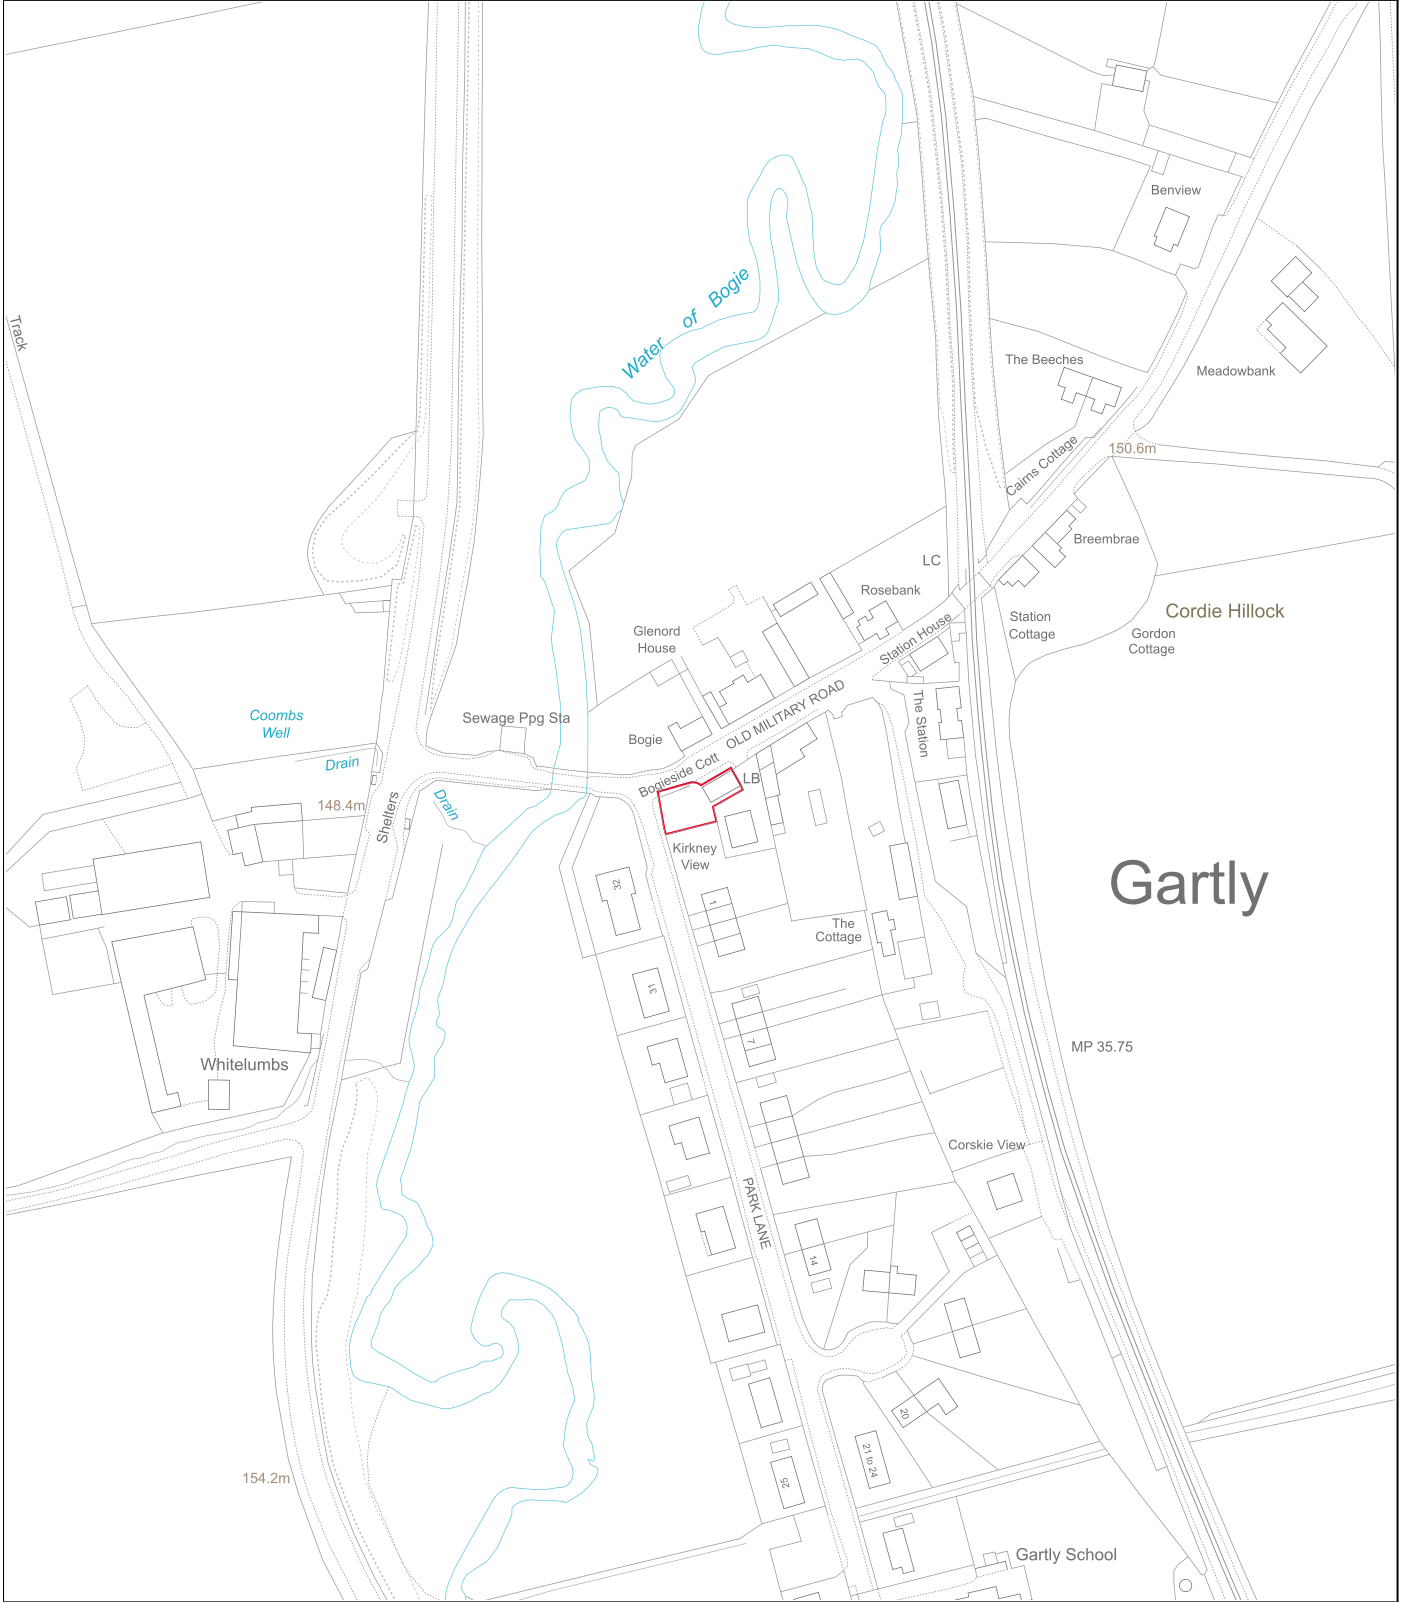 Benview
Water of Bogie
Track
The Beeches
Meadowbank
150.6m
Cairns Cottage
Breembrae
LC
Rosebank
Station House
Station
Cottage
Cordie Hillock
Gordon
Cottage
Glenord
House
OLD MILITARY ROAD
The Station
Coombs
Well
Sewage Ppg Sta
Bogie
Bogieside Cott
LB
Drain
148.4m
Shelters
Drain
Kirkney
View
Gartly
32
1
The
Cottage
31
7
MP 35.75
Whitelumbs
Corskie View
PARK LANE
14
20
21 to 24
25
154.2m
Gartly School